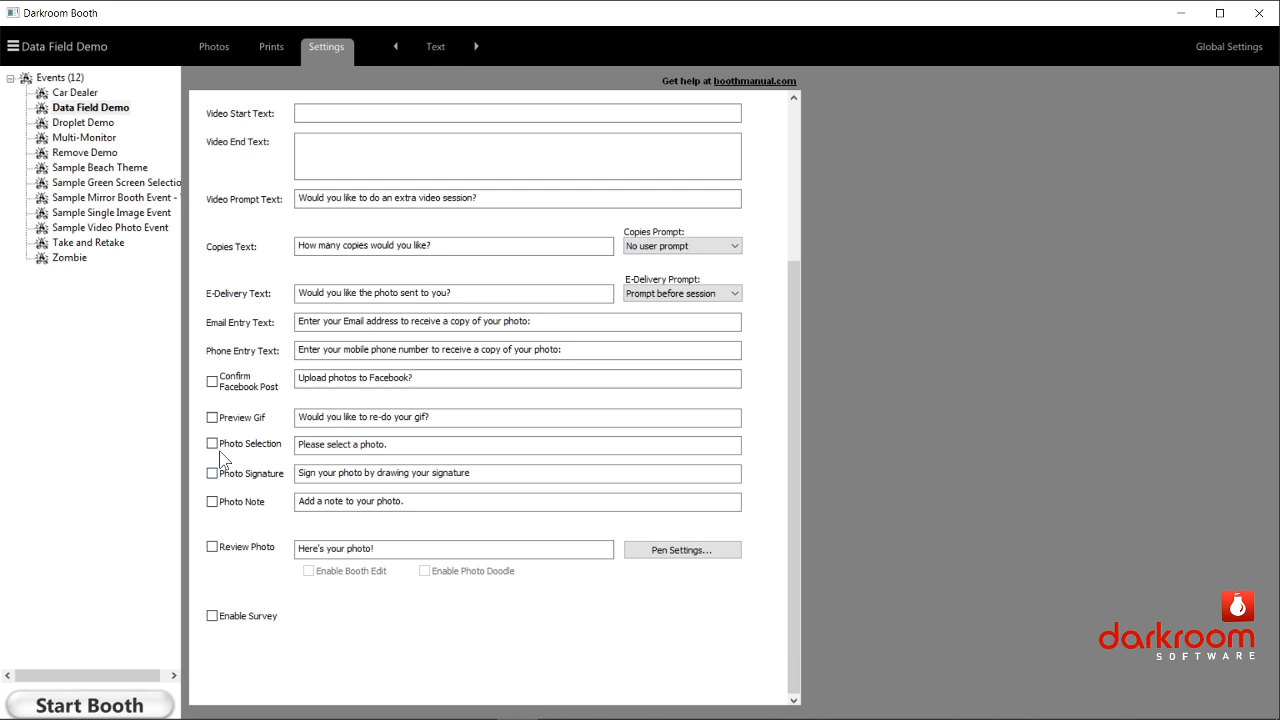 Darkroom Booth
Data Field Demo
Photos Prints Settings Text Global Settings
Get help at boothmanual.com
Events (12)
Car Dealer
Data Field Demo
Droplet Demo
Multi-Monitor
Remove Demo
Sample Beach Theme
Sample Green Screen Selectio
Sample Mirror Booth Event -
Sample Single Image Event
Sample Video Photo Event
Take and Retake
Zombie
Start Booth
Video Start Text:
Video End Text:
Video Prompt Text: Would you like to do an extra video session?
Copies Prompt:
Copies Text: How many copies would you like? No user prompt
E-Delivery Prompt:
E-Delivery Text: Would you like the photo sent to you? Prompt before session
Email Entry Text: Enter your Email address to receive a copy of your photo:
Phone Entry Text: Enter your mobile phone number to receive a copy of your photo:
Confirm
Facebook Post Upload photos to Facebook?
Preview Gif Would you like to re-do your gif?
Photo Selection Please select a photo.
Photo Signature Sign your photo by drawing your signature
Photo Note Add a note to your photo.
Review Photo Here's your photo! Pen Settings...
Enable Booth Edit Enable Photo Doodle
Enable Survey
darkroom
SOFTWARE